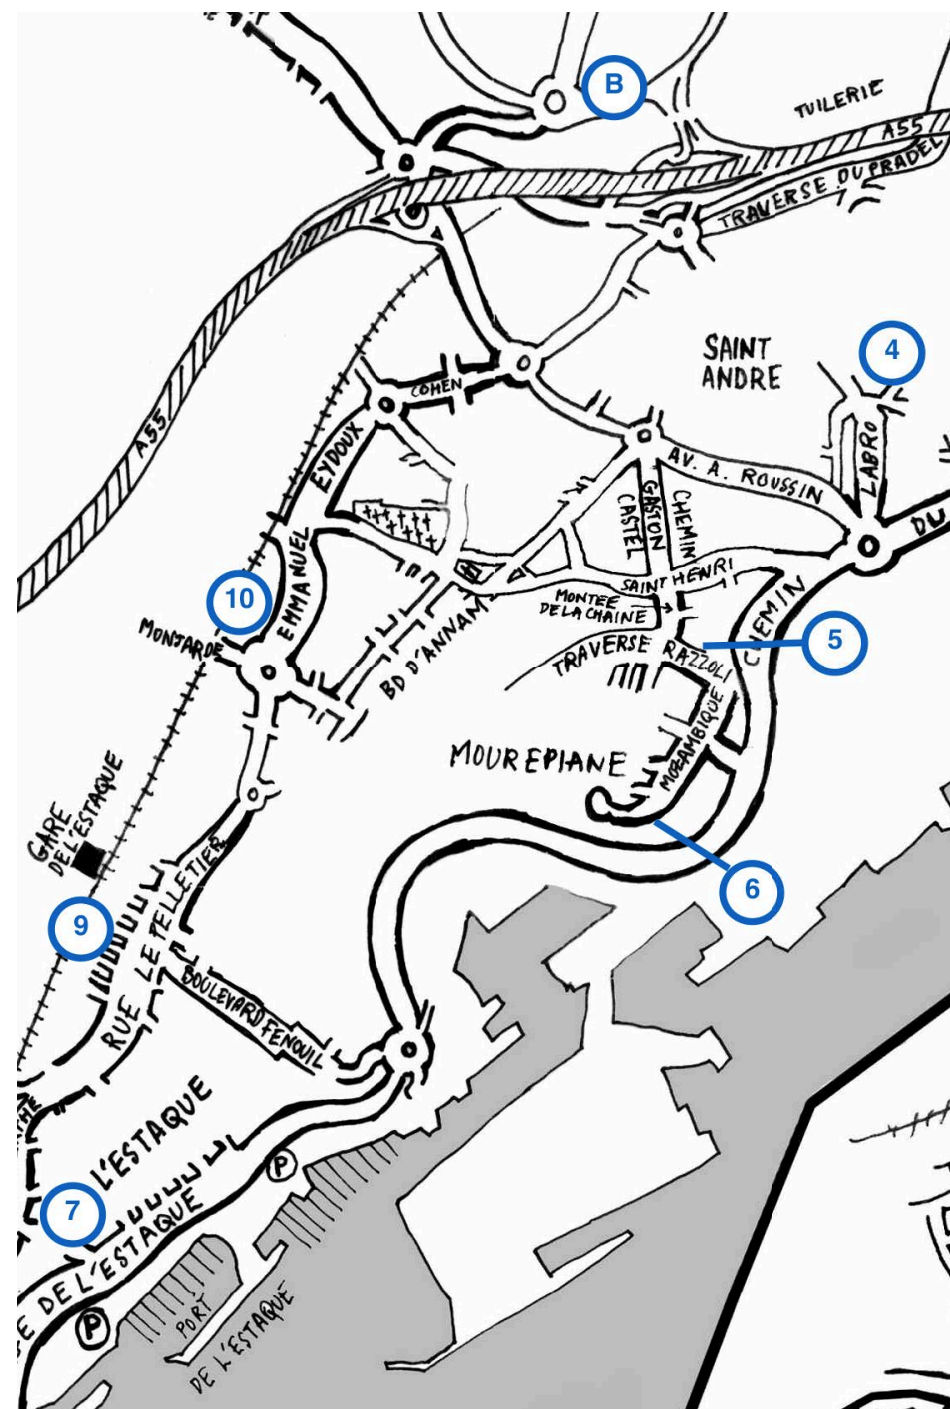 B
TUILERIE
A55
TRAVERSE DU PRADEL
SAINT
ANDRE
4
COHEN
A55
EYDOUX
AV. A. ROUSSIN
LABRO
CHEMIN
GASTON
CASTEL
DU
SAINT HENRI
EMMANUEL
10
MONTEE
DE LA CHAINE
CHEMIN
MONJARDE
BD D'ANNAM
TRAVERSE RAZZOLI
5
MOUREPIANE
MOZAMBIQUE
GARE
DE L'ESTAQUE
6
9
RUE LE PELLETIER
BOULEVARD FENOUIL
L'ESTAQUE
P
7
DE L'ESTAQUE
P
PORT
DE L'ESTAQUE